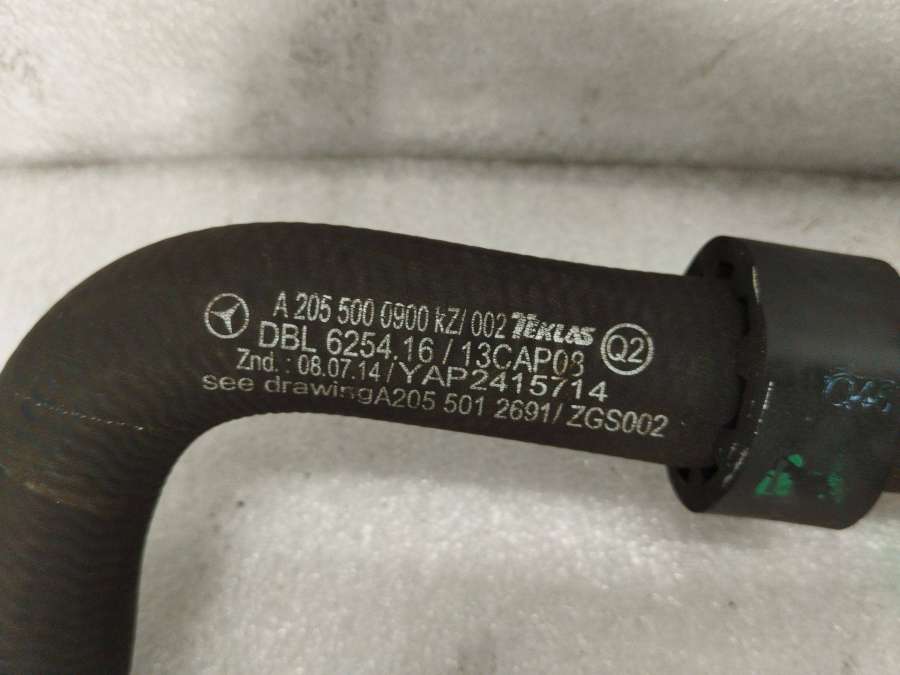 A 205 500 0900 kZ/ 002 TEKLAS Q2
DBL 6254.16 / 13CAP08
Znd.: 08.07.14 / YAP2415714
see drawingA205 501 2691/ ZGS002